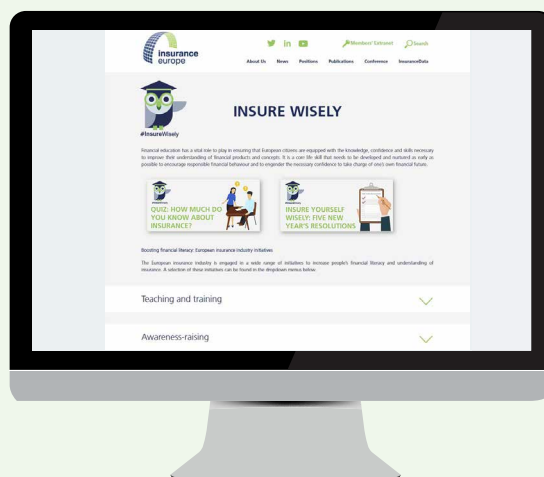 insurance
europe
in
Members' Extranet
Search
About Us News Positions Publications Conference InsuranceData
#InsureWisely
INSURE WISELY
Financial education has a vital role to play in ensuring that European citizens are equipped with the knowledge, confidence and skills necessary
to improve their understanding of financial products and concepts. It is a core life skill that needs to be developed and nurtured as early as
possible to encourage responsible financial behaviour and to engender the necessary confidence to take charge of one's own financial future.
QUIZ: HOW MUCH DO
YOU KNOW ABOUT
INSURANCE?
INSURE YOURSELF
WISELY: FIVE NEW
YEAR'S RESOLUTIONS
Boosting financial literacy: European insurance industry initiatives
The European insurance industry is engaged in a wide range of initiatives to increase people's financial literacy and understanding of
insurance. A selection of these initiatives can be found in the dropdown menus below.
Teaching and training
Awareness-raising